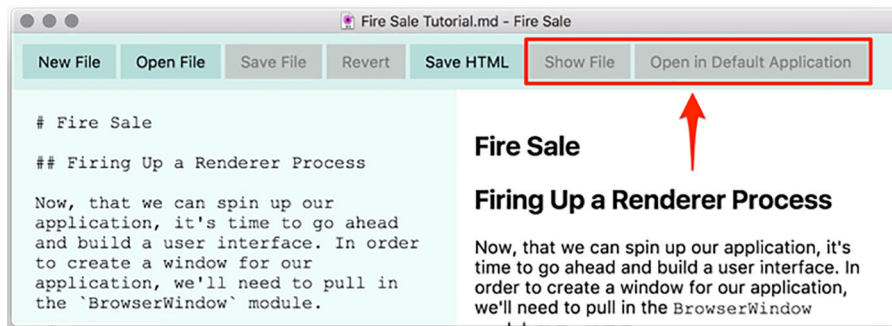 Fire Sale Tutorial.md - Fire Sale
New File Open File Save File Revert Save HTML Show File Open in Default Application
# Fire Sale
## Firing Up a Renderer Process
Now, that we can spin up our
application, it's time to go ahead
and build a user interface. In order
to create a window for our
application, we'll need to pull in
the `BrowserWindow` module.
Fire Sale
Firing Up a Renderer Process
Now, that we can spin up our application, it's
time to go ahead and build a user interface. In
order to create a window for our application,
we'll need to pull in the BrowserWindow